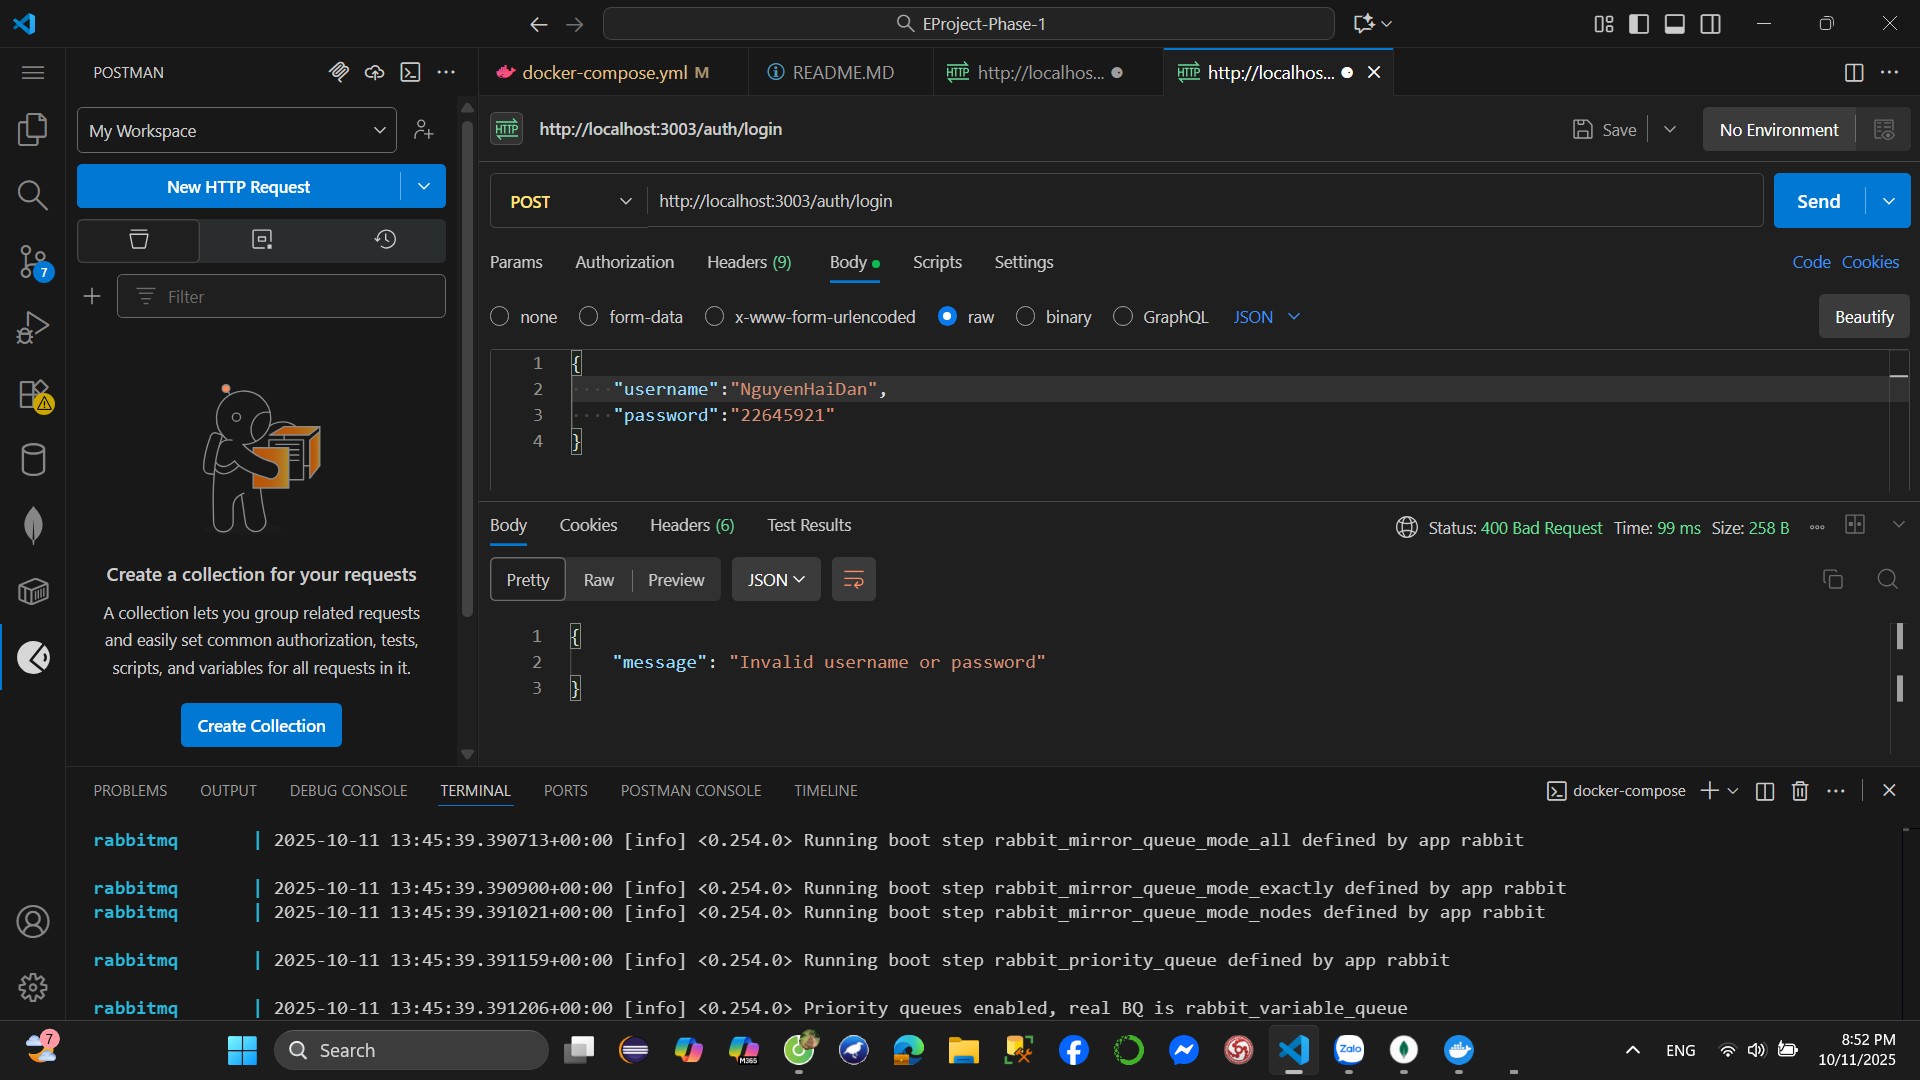 EProject-Phase-1
POSTMAN
docker-compose.yml M
README.MD
http://localhos...
http://localhos...
My Workspace
HTTP http://localhost:3003/auth/login
Save
No Environment
New HTTP Request
POST
http://localhost:3003/auth/login
Send
Params
Authorization
Headers (9)
Body
Scripts
Settings
Code
Cookies
7
Filter
none
form-data
x-www-form-urlencoded
raw
binary
GraphQL
JSON
Beautify
1 {
2 "username":"NguyenHaiDan",
3 "password":"22645921"
4 }
Body
Cookies
Headers (6)
Test Results
Status: 400 Bad Request Time: 99 ms Size: 258 B
Pretty
Raw
Preview
JSON
1 {
2 "message": "Invalid username or password"
3 }
Create a collection for your requests
A collection lets you group related requests
and easily set common authorization, tests,
scripts, and variables for all requests in it.
Create Collection
PROBLEMS
OUTPUT
DEBUG CONSOLE
TERMINAL
PORTS
POSTMAN CONSOLE
TIMELINE
docker-compose
rabbitmq | 2025-10-11 13:45:39.390713+00:00 [info] <0.254.0> Running boot step rabbit_mirror_queue_mode_all defined by app rabbit
rabbitmq | 2025-10-11 13:45:39.390900+00:00 [info] <0.254.0> Running boot step rabbit_mirror_queue_mode_exactly defined by app rabbit
rabbitmq | 2025-10-11 13:45:39.391021+00:00 [info] <0.254.0> Running boot step rabbit_mirror_queue_mode_nodes defined by app rabbit
rabbitmq | 2025-10-11 13:45:39.391159+00:00 [info] <0.254.0> Running boot step rabbit_priority_queue defined by app rabbit
rabbitmq | 2025-10-11 13:45:39.391206+00:00 [info] <0.254.0> Priority queues enabled, real BQ is rabbit_variable_queue
7
Search
M365
Zalo
ENG
8:52 PM
10/11/2025